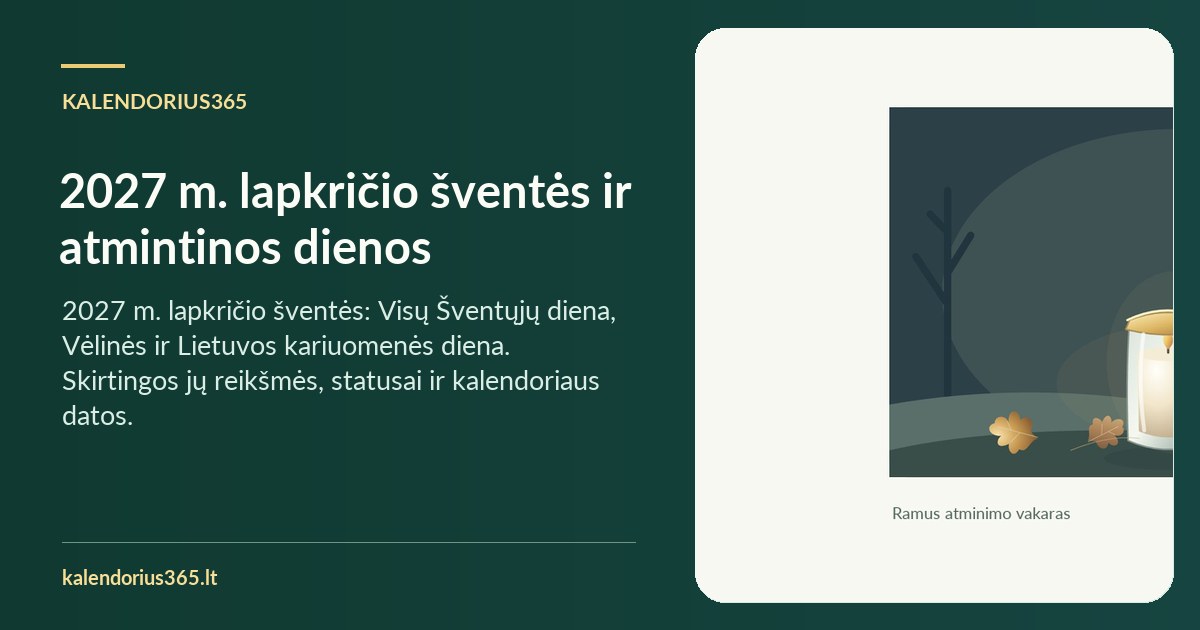 KALENDORIUS365
2027 m. lapkričio šventės ir
atmintinos dienos
2027 m. lapkričio šventės: Visų Šventųjų diena,
Vėlinės ir Lietuvos kariuomenės diena.
Skirtingos jų reikšmės, statusai ir kalendoriaus
datos.
kalendorius365.lt
Ramus atminimo vakaras